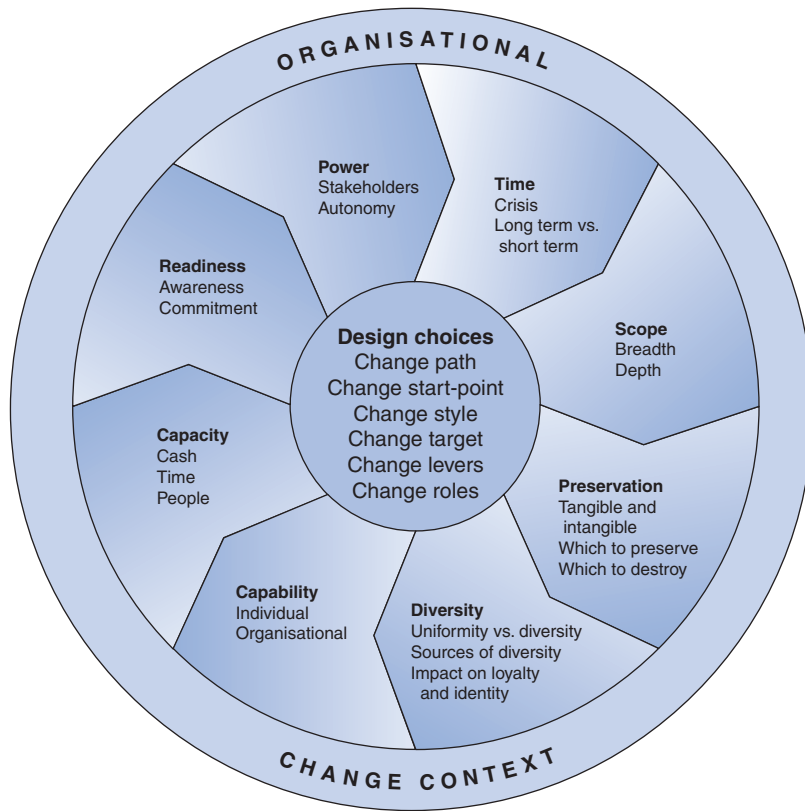 ORGANISATIONAL
Power
Stakeholders
Autonomy
Time
Crisis
Long term vs.
short term
Scope
Breadth
Depth
Preservation
Tangible and
intangible
Which to preserve
Which to destroy
Diversity
Uniformity vs. diversity
Sources of diversity
Impact on loyalty
and identity
Capability
Individual
Organisational
Capacity
Cash
Time
People
Readiness
Awareness
Commitment
Design choices
Change path
Change start-point
Change style
Change target
Change levers
Change roles
CHANGE CONTEXT